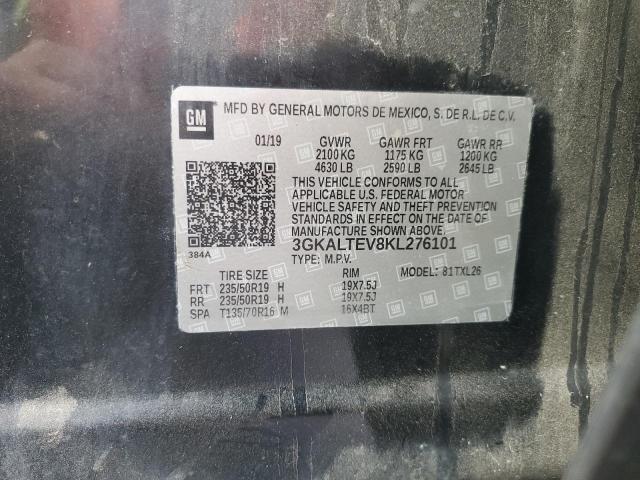 GM
MFD BY GENERAL MOTORS DE MEXICO, S. DE R.L. DE C.V.
01/19 GVWR GAWR FRT GAWR RR
2100 KG 1175 KG 1200 KG
4630 LB 2590 LB 2645 LB
THIS VEHICLE CONFORMS TO ALL
APPLICABLE U.S. FEDERAL MOTOR
VEHICLE SAFETY AND THEFT PREVENTION
STANDARDS IN EFFECT ON THE DATE OF
MANUFACTURE SHOWN ABOVE.
384A
3GKALTEV8KL276101
TYPE: M.P.V. MODEL: 81TXL26
TIRE SIZE RIM
FRT 235/50R19 H 19X7.5J
RR 235/50R19 H 19X7.5J
SPA T135/70R16 M 16X4BT